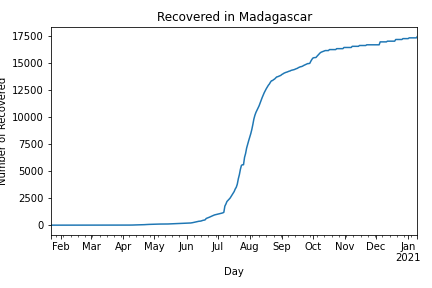 Recovered in Madagascar
Number of Recovered
17500
15000
12500
10000
7500
5000
2500
0
Feb Mar Apr May Jun Jul Aug Sep Oct Nov Dec Jan
2021
Day